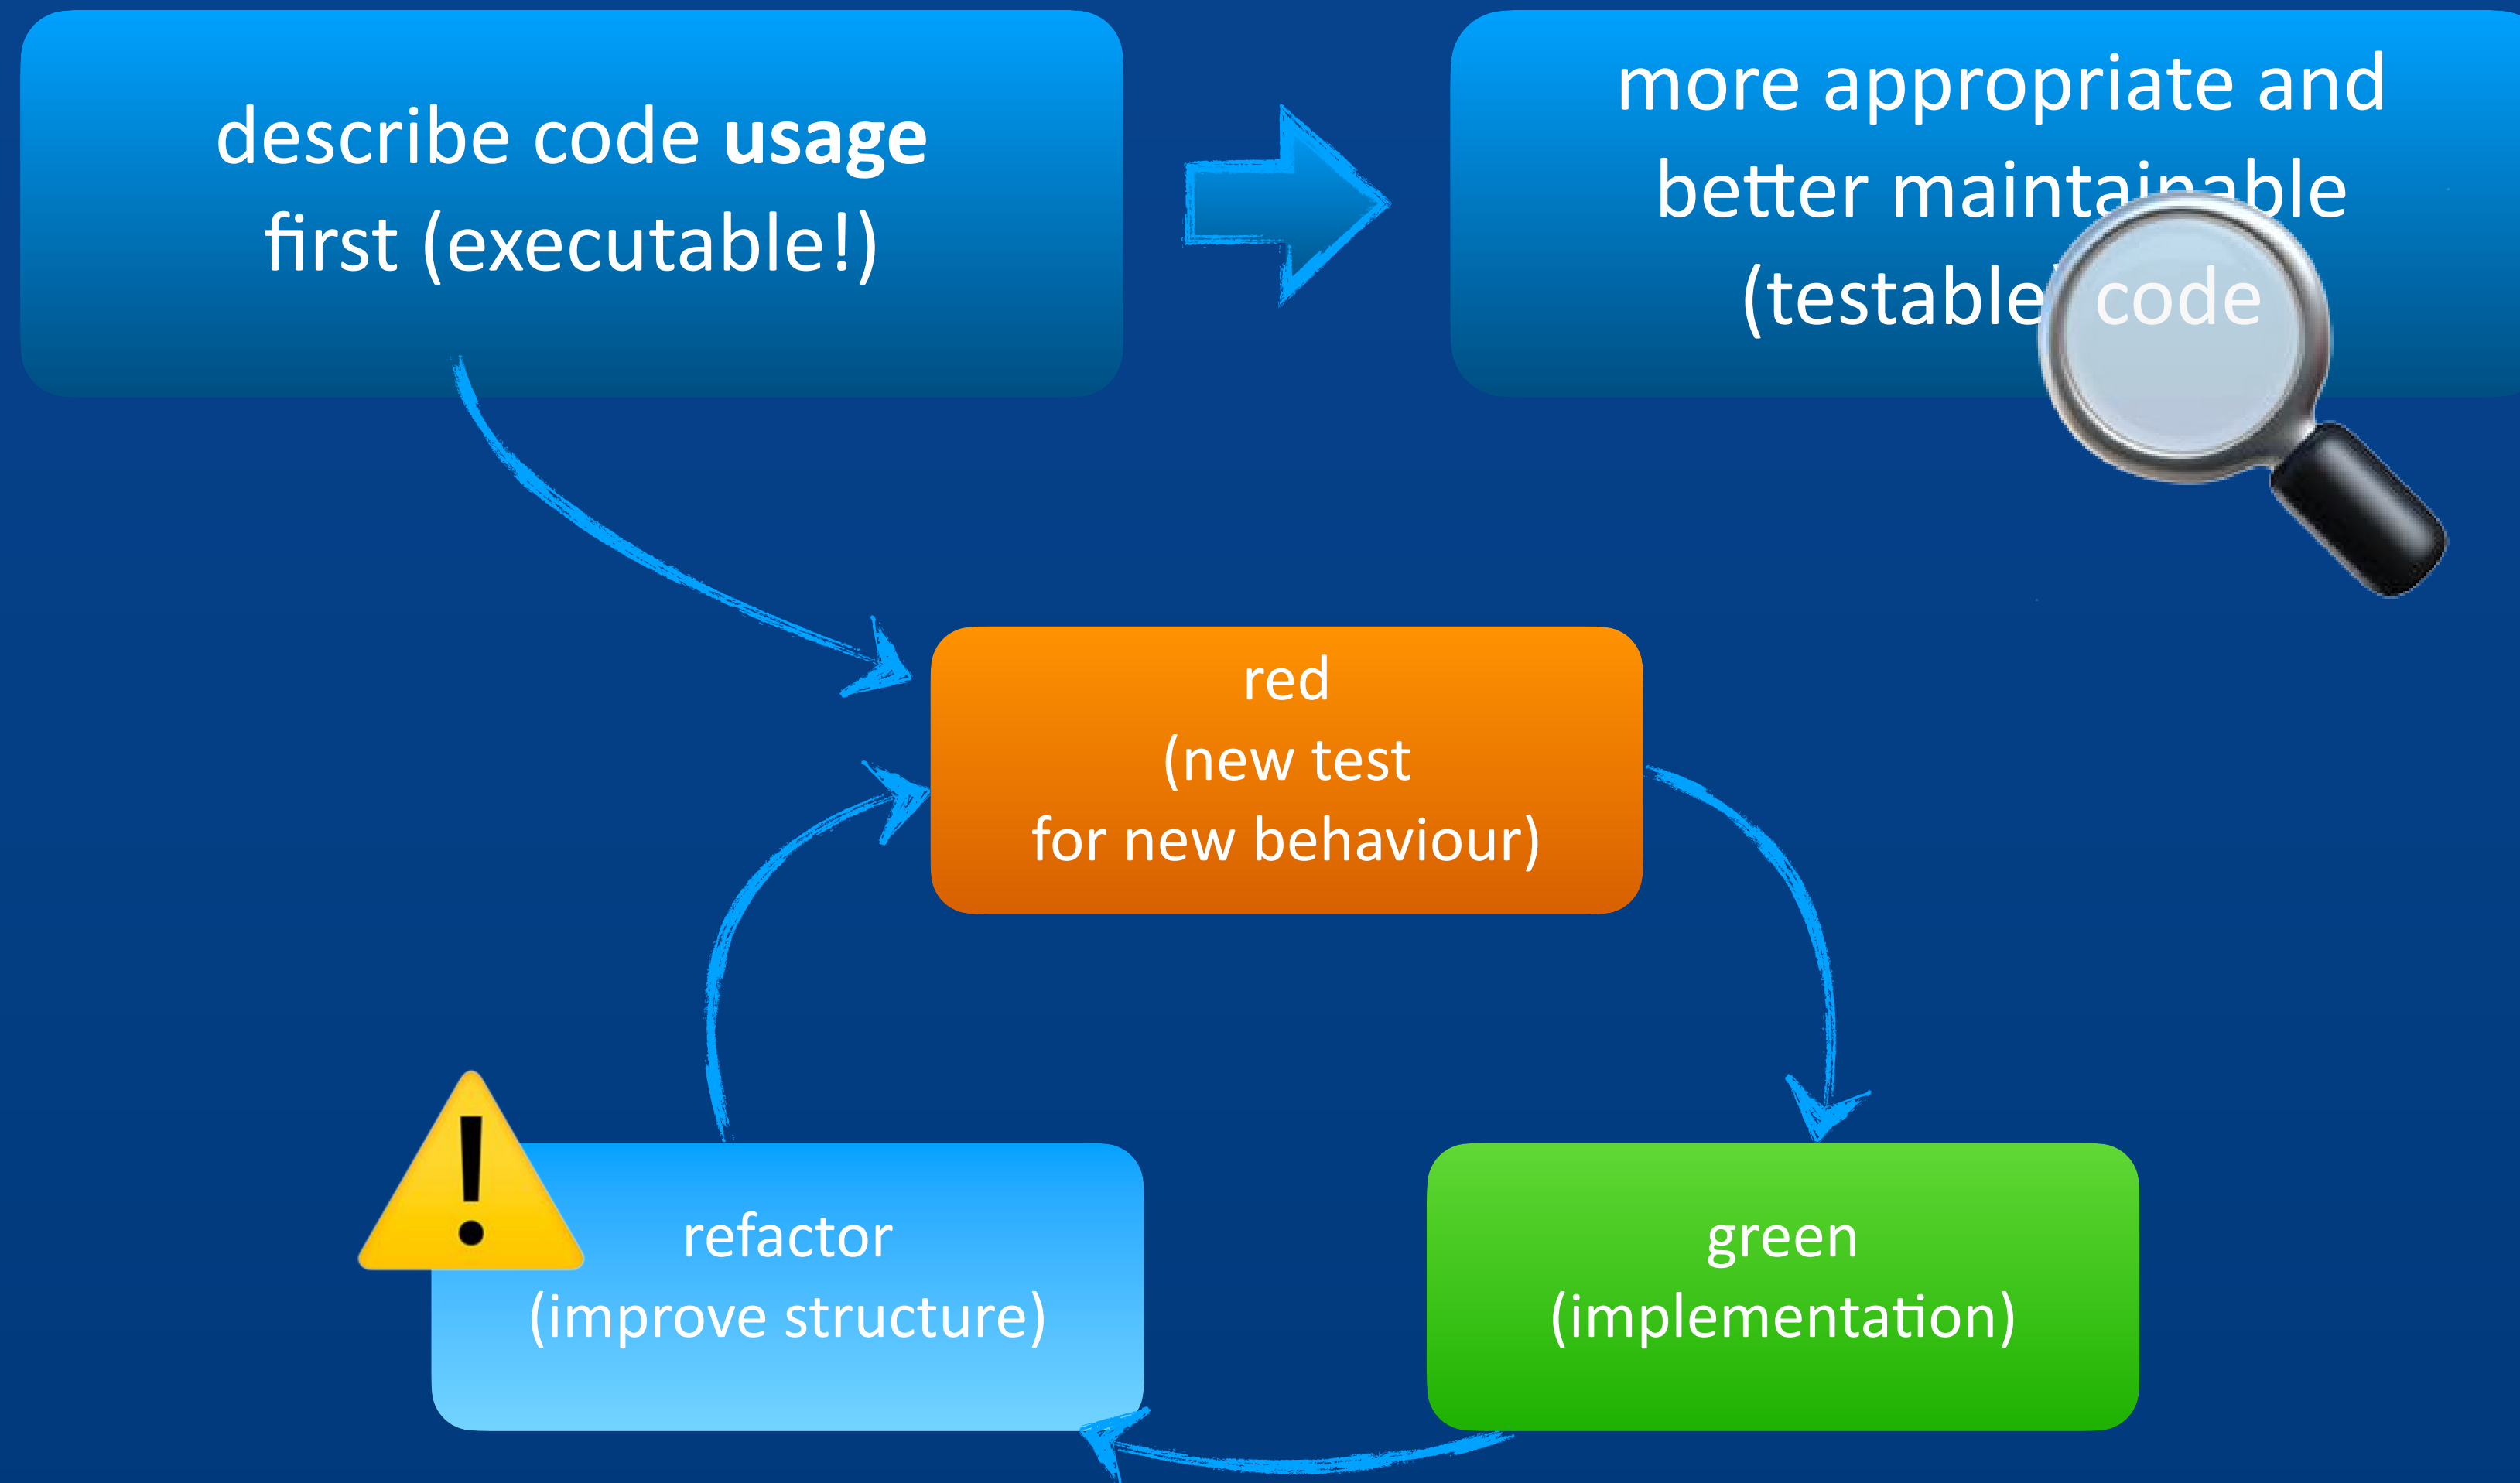 describe code usage
first (executable!)
more appropriate and
better maintainable
(testable) code
red
(new test
for new behaviour)
refactor
(improve structure)
green
(implementation)